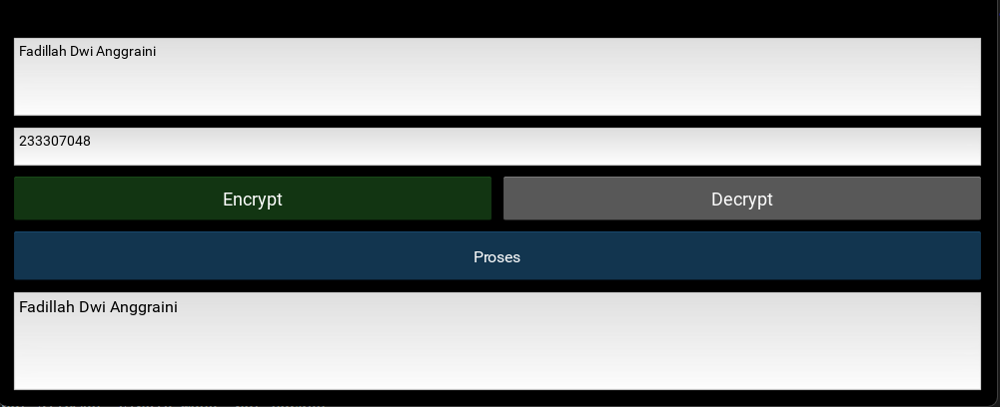 Fadillah Dwi Anggraini
233307048
Encrypt Decrypt
Proses
Fadillah Dwi Anggraini